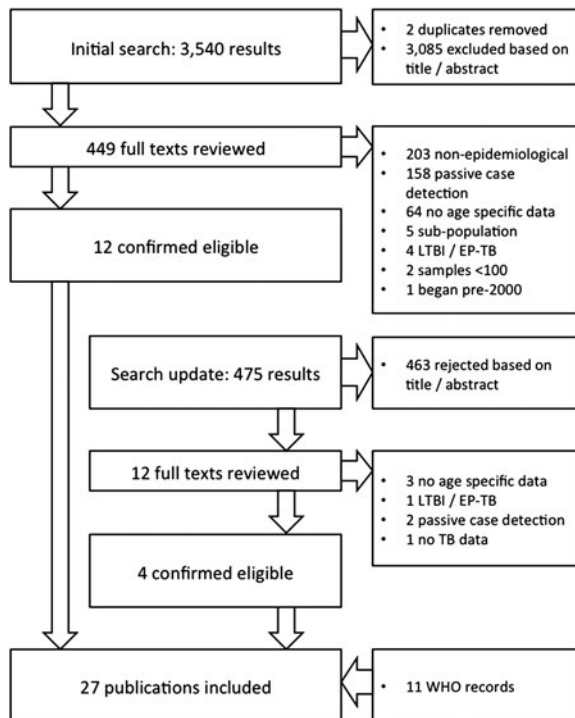 Initial search: 3,540 results
• 2 duplicates removed
• 3,085 excluded based on
title / abstract
449 full texts reviewed
• 203 non-epidemiological
• 158 passive case
detection
• 64 no age specific data
• 5 sub-population
• 4 LTBI / EP-TB
• 2 samples <100
• 1 began pre-2000
12 confirmed eligible
Search update: 475 results
• 463 rejected based on
title / abstract
12 full texts reviewed
• 3 no age specific data
• 1 LTBI / EP-TB
• 2 passive case detection
• 1 no TB data
4 confirmed eligible
27 publications included
• 11 WHO records